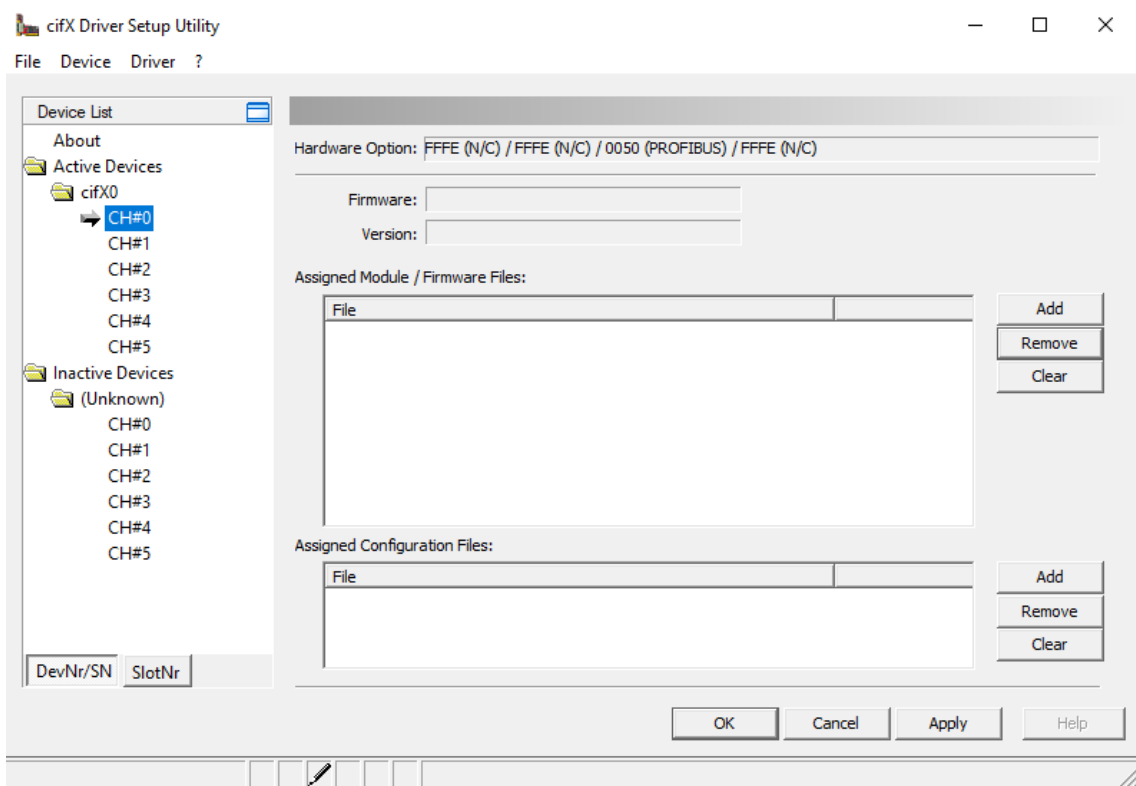 cifX Driver Setup Utility
File Device Driver ?
Device List
About
Active Devices
cifX0
CH#0
CH#1
CH#2
CH#3
CH#4
CH#5
Inactive Devices
(Unknown)
CH#0
CH#1
CH#2
CH#3
CH#4
CH#5
DevNr/SN SlotNr
Hardware Option: FFFE (N/C) / FFFE (N/C) / 0050 (PROFIBUS) / FFFE (N/C)
Firmware:
Version:
Assigned Module / Firmware Files:
File
Add
Remove
Clear
Assigned Configuration Files:
File
Add
Remove
Clear
OK Cancel Apply Help